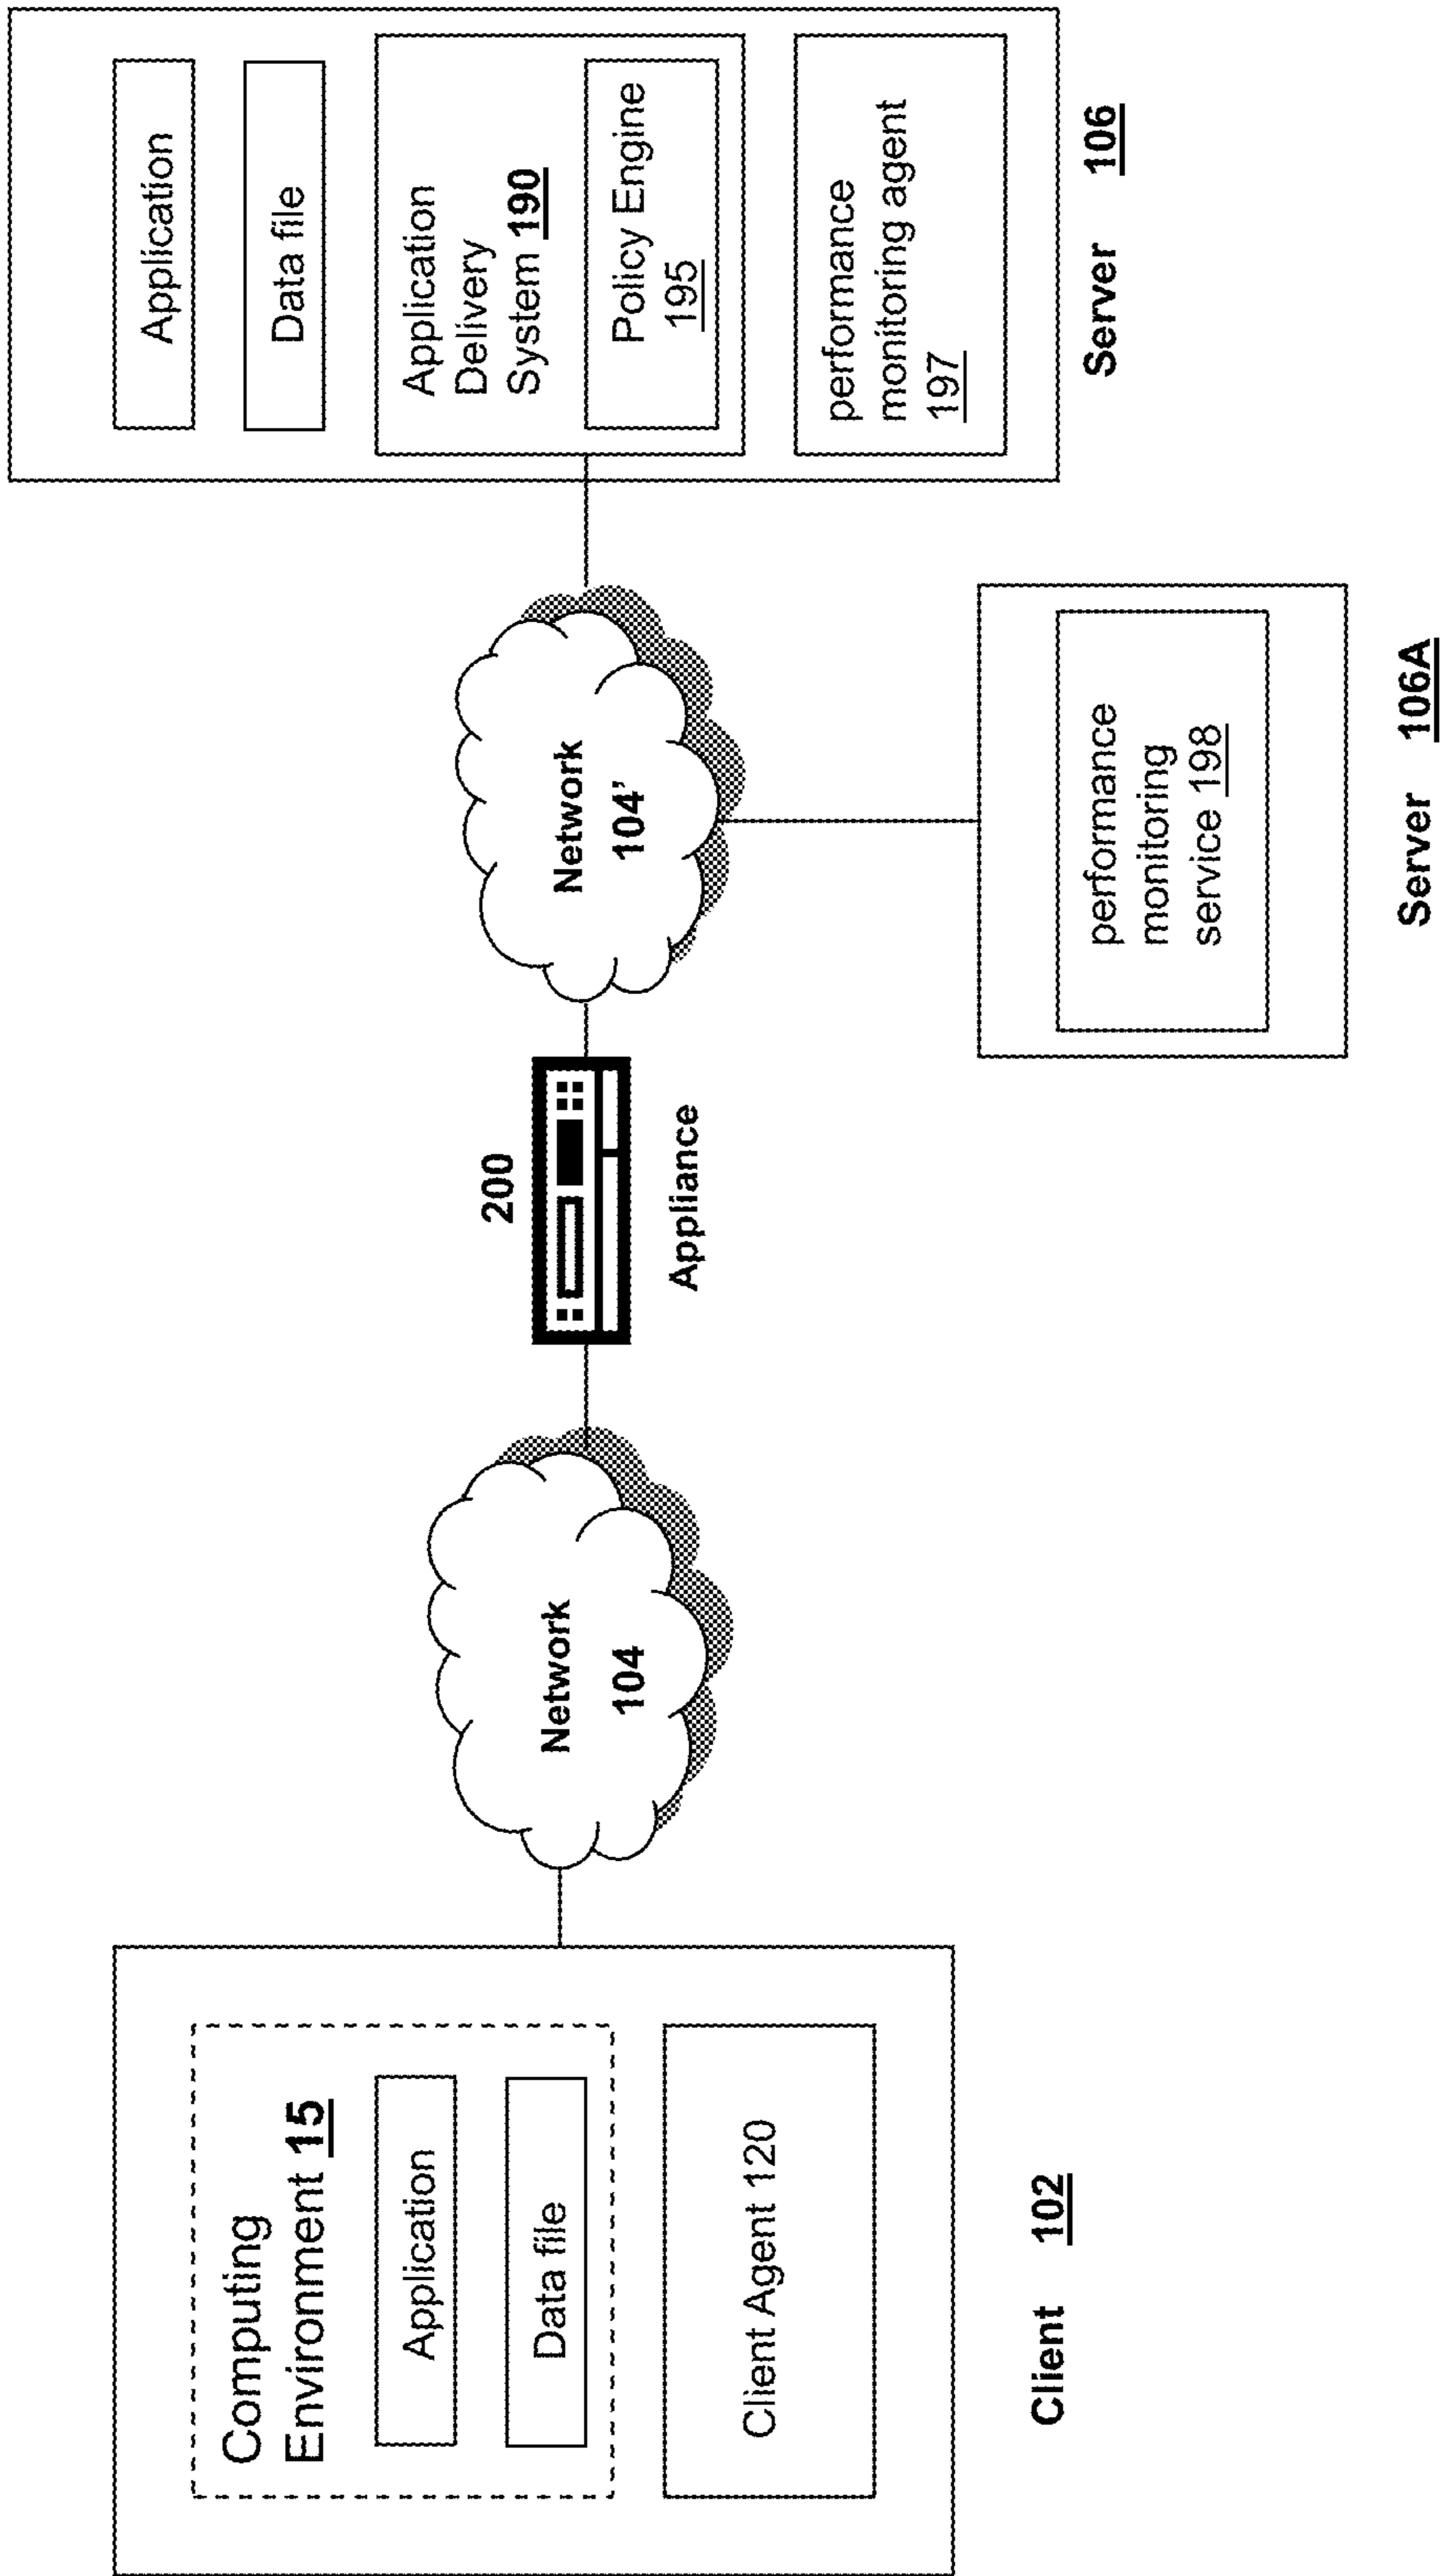 Computing
Environment 15
Application
Data file
Client Agent 120
Client 102
Network
104
200
Appliance
Network
104’
performance
monitoring
service 198
Server 106A
Application
Data file
Application
Delivery
System 190
Policy Engine
195
performance
monitoring agent
197
Server 106